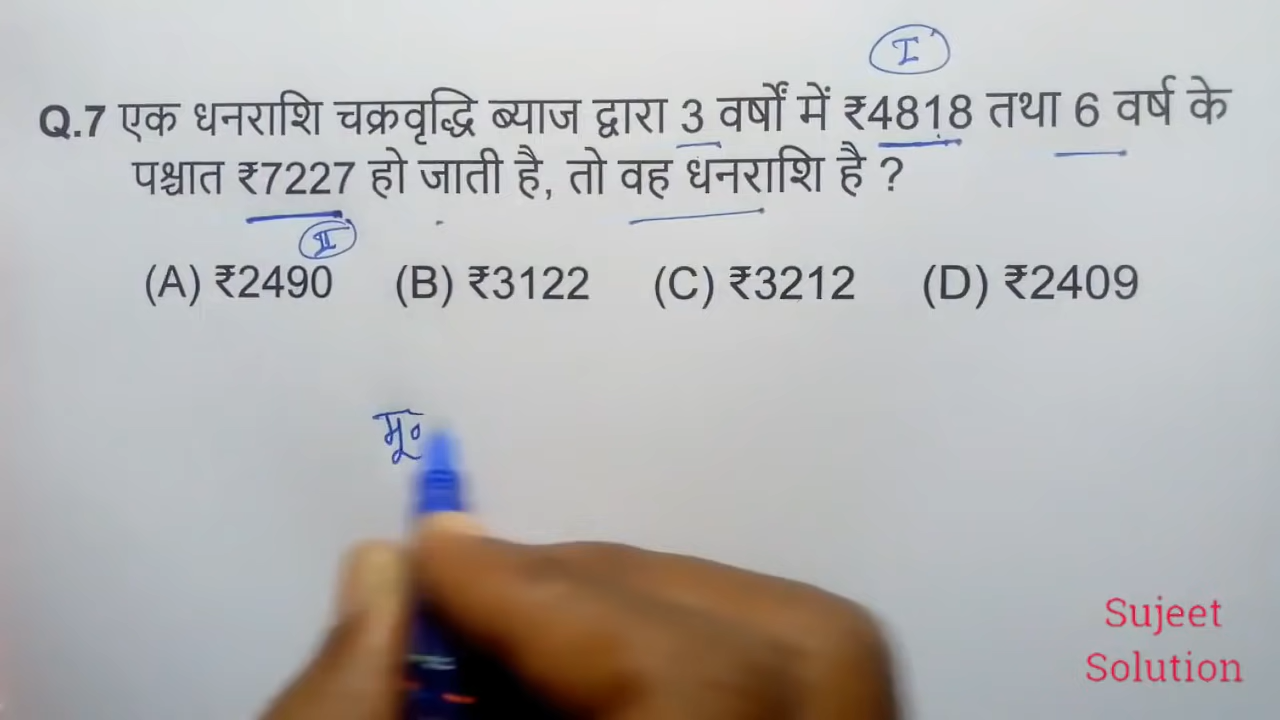 I
Q.7 एक धनराशि चक्रवृद्धि ब्याज द्वारा 3 वर्षों में ₹4818 तथा 6 वर्ष के
पश्चात ₹7227 हो जाती है, तो वह धनराशि है ?
II
(A) ₹2490 (B) ₹3122 (C) ₹3212 (D) ₹2409
मू०
Sujeet
Solution